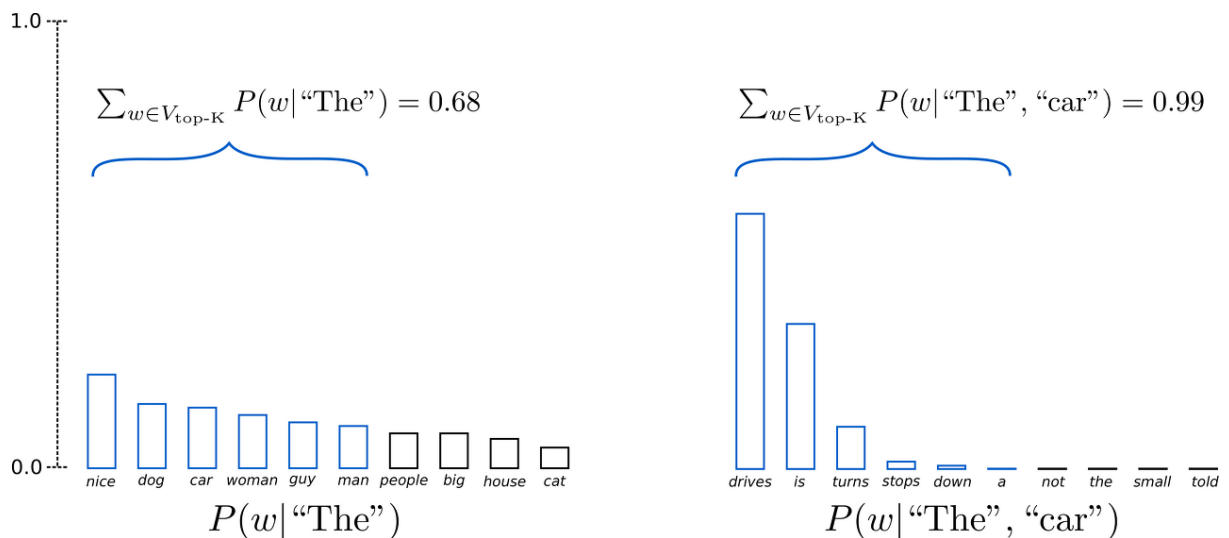 1.0
∑w∈Vtop-K P(w|“The”) = 0.68
∑w∈Vtop-K P(w|“The”, “car”) = 0.99
0.0
nice dog car woman guy man people big house cat
drives is turns stops down a not the small told
P(w|“The”)
P(w|“The”, “car”)